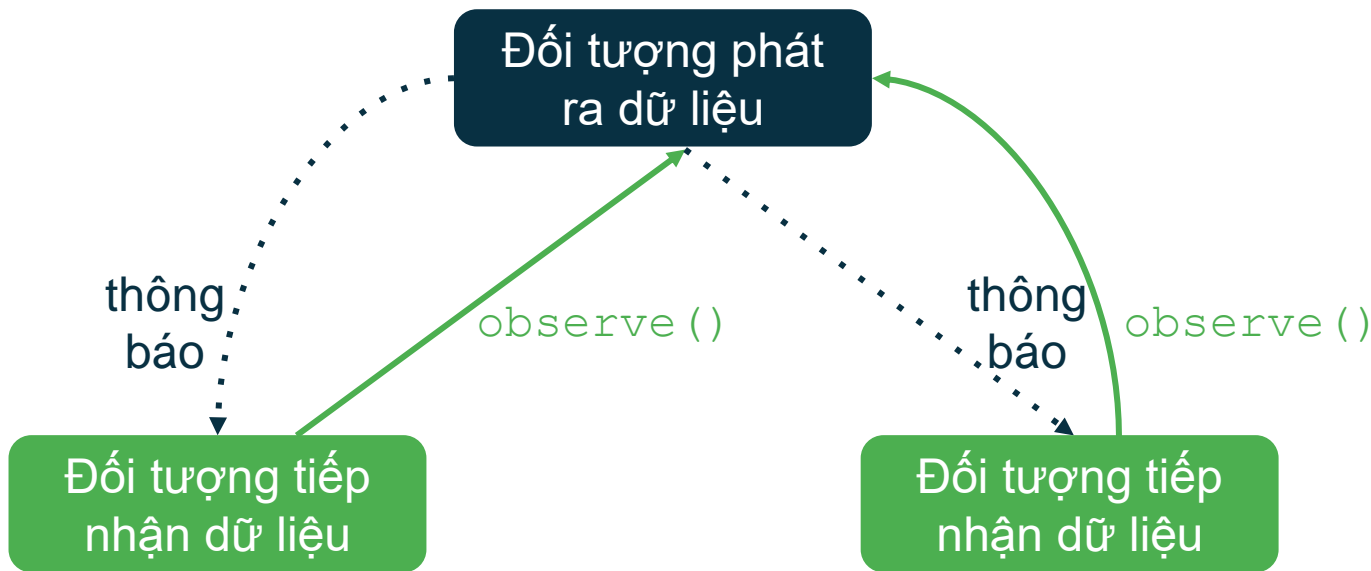 Đối tượng phát
ra dữ liệu
thông
báo
observe()
thông
báo
observe()
Đối tượng tiếp
nhận dữ liệu
Đối tượng tiếp
nhận dữ liệu